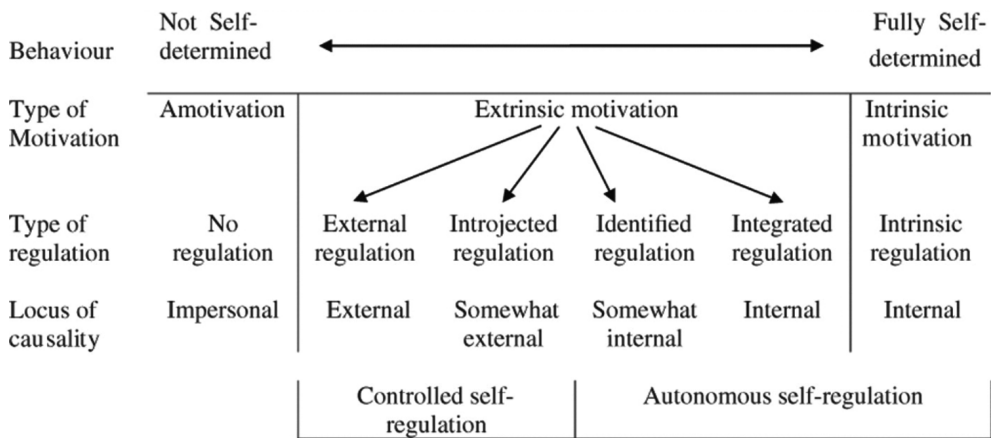 Behaviour
Not Self-
determined
Fully Self-
determined
Type of
Motivation
Amotivation
Extrinsic motivation
Intrinsic
motivation
Type of
regulation
No
regulation
External
regulation
Introjected
regulation
Identified
regulation
Integrated
regulation
Intrinsic
regulation
Locus of
causality
Impersonal
External
Somewhat
external
Somewhat
internal
Internal
Internal
Controlled self-
regulation
Autonomous self-regulation